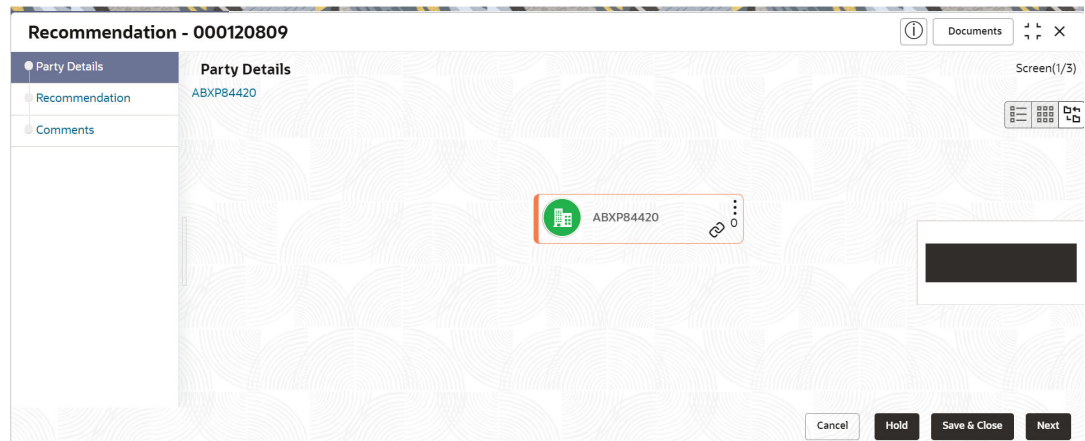 Recommendation - 000120809
Documents
Party Details
Recommendation
Comments
Party Details
Screen(1/3)
ABXP84420
ABXP84420
0
Cancel
Hold
Save & Close
Next